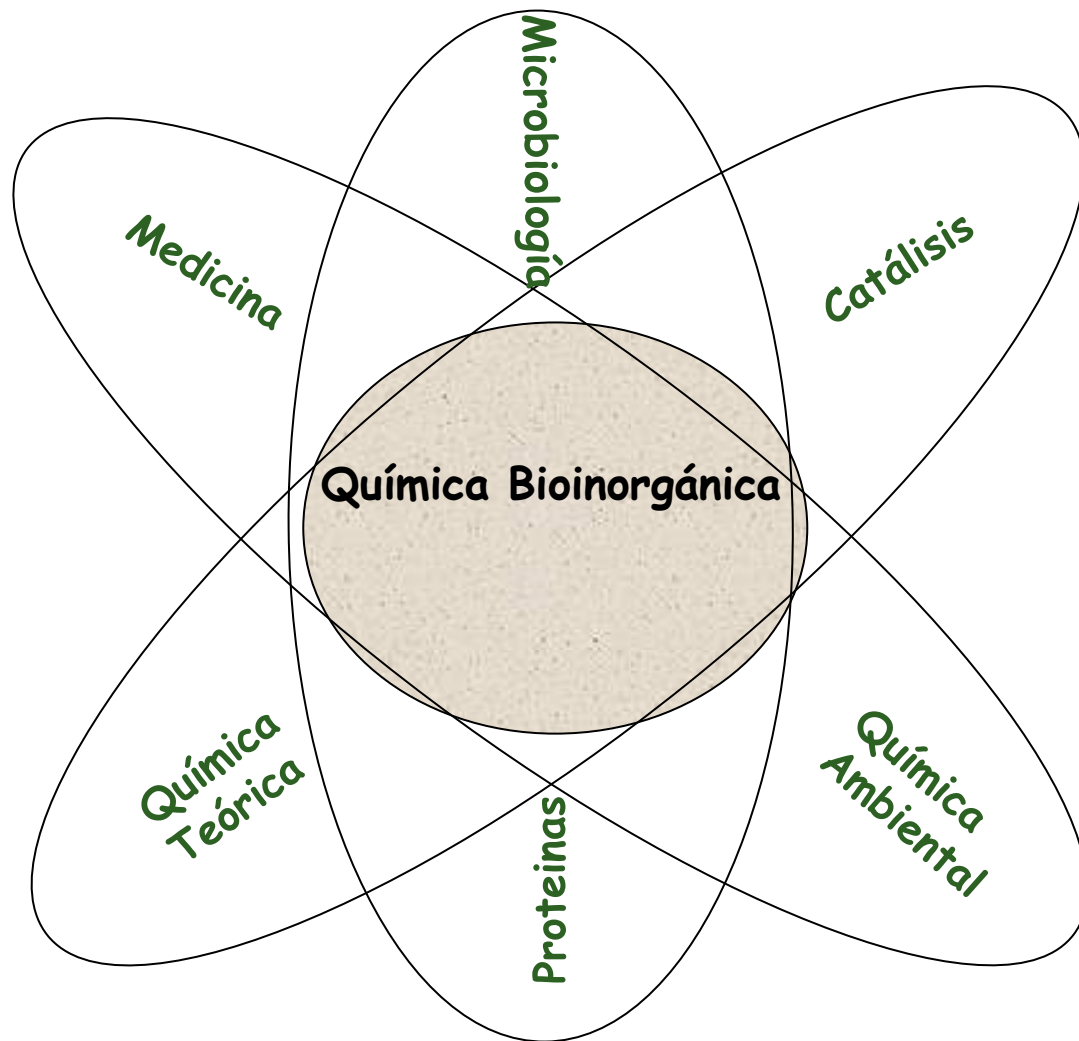 Microbiología
Medicina
Catálisis
Química Bioinorgánica
Química
Teórica
Química
Ambiental
Proteinas